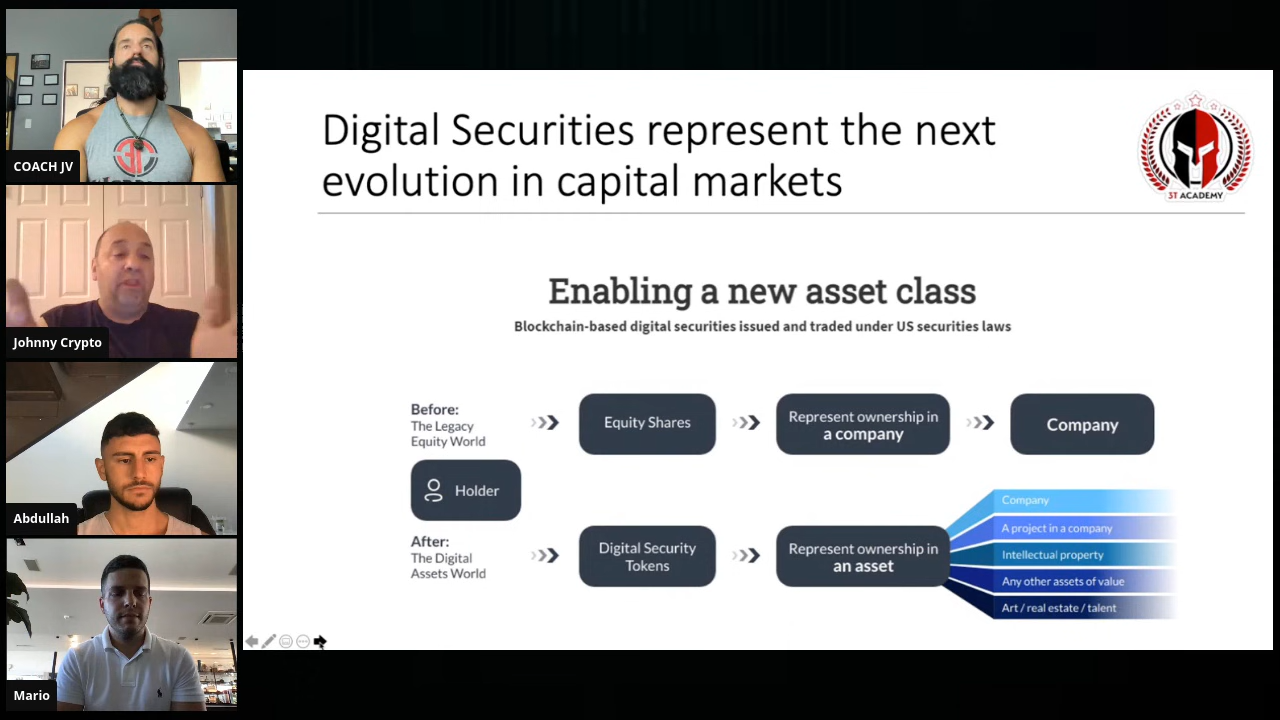 COACH JV
Johnny Crypto
Abdullah
Mario
Digital Securities represent the next
evolution in capital markets
3T ACADEMY
Enabling a new asset class
Blockchain-based digital securities issued and traded under US securities laws
Before:
The Legacy
Equity World
Equity Shares
Represent ownership in
a company
Company
Holder
After:
The Digital
Assets World
Digital Security
Tokens
Represent ownership in
an asset
Company
A project in a company
Intellectual property
Any other assets of value
Art / real estate / talent